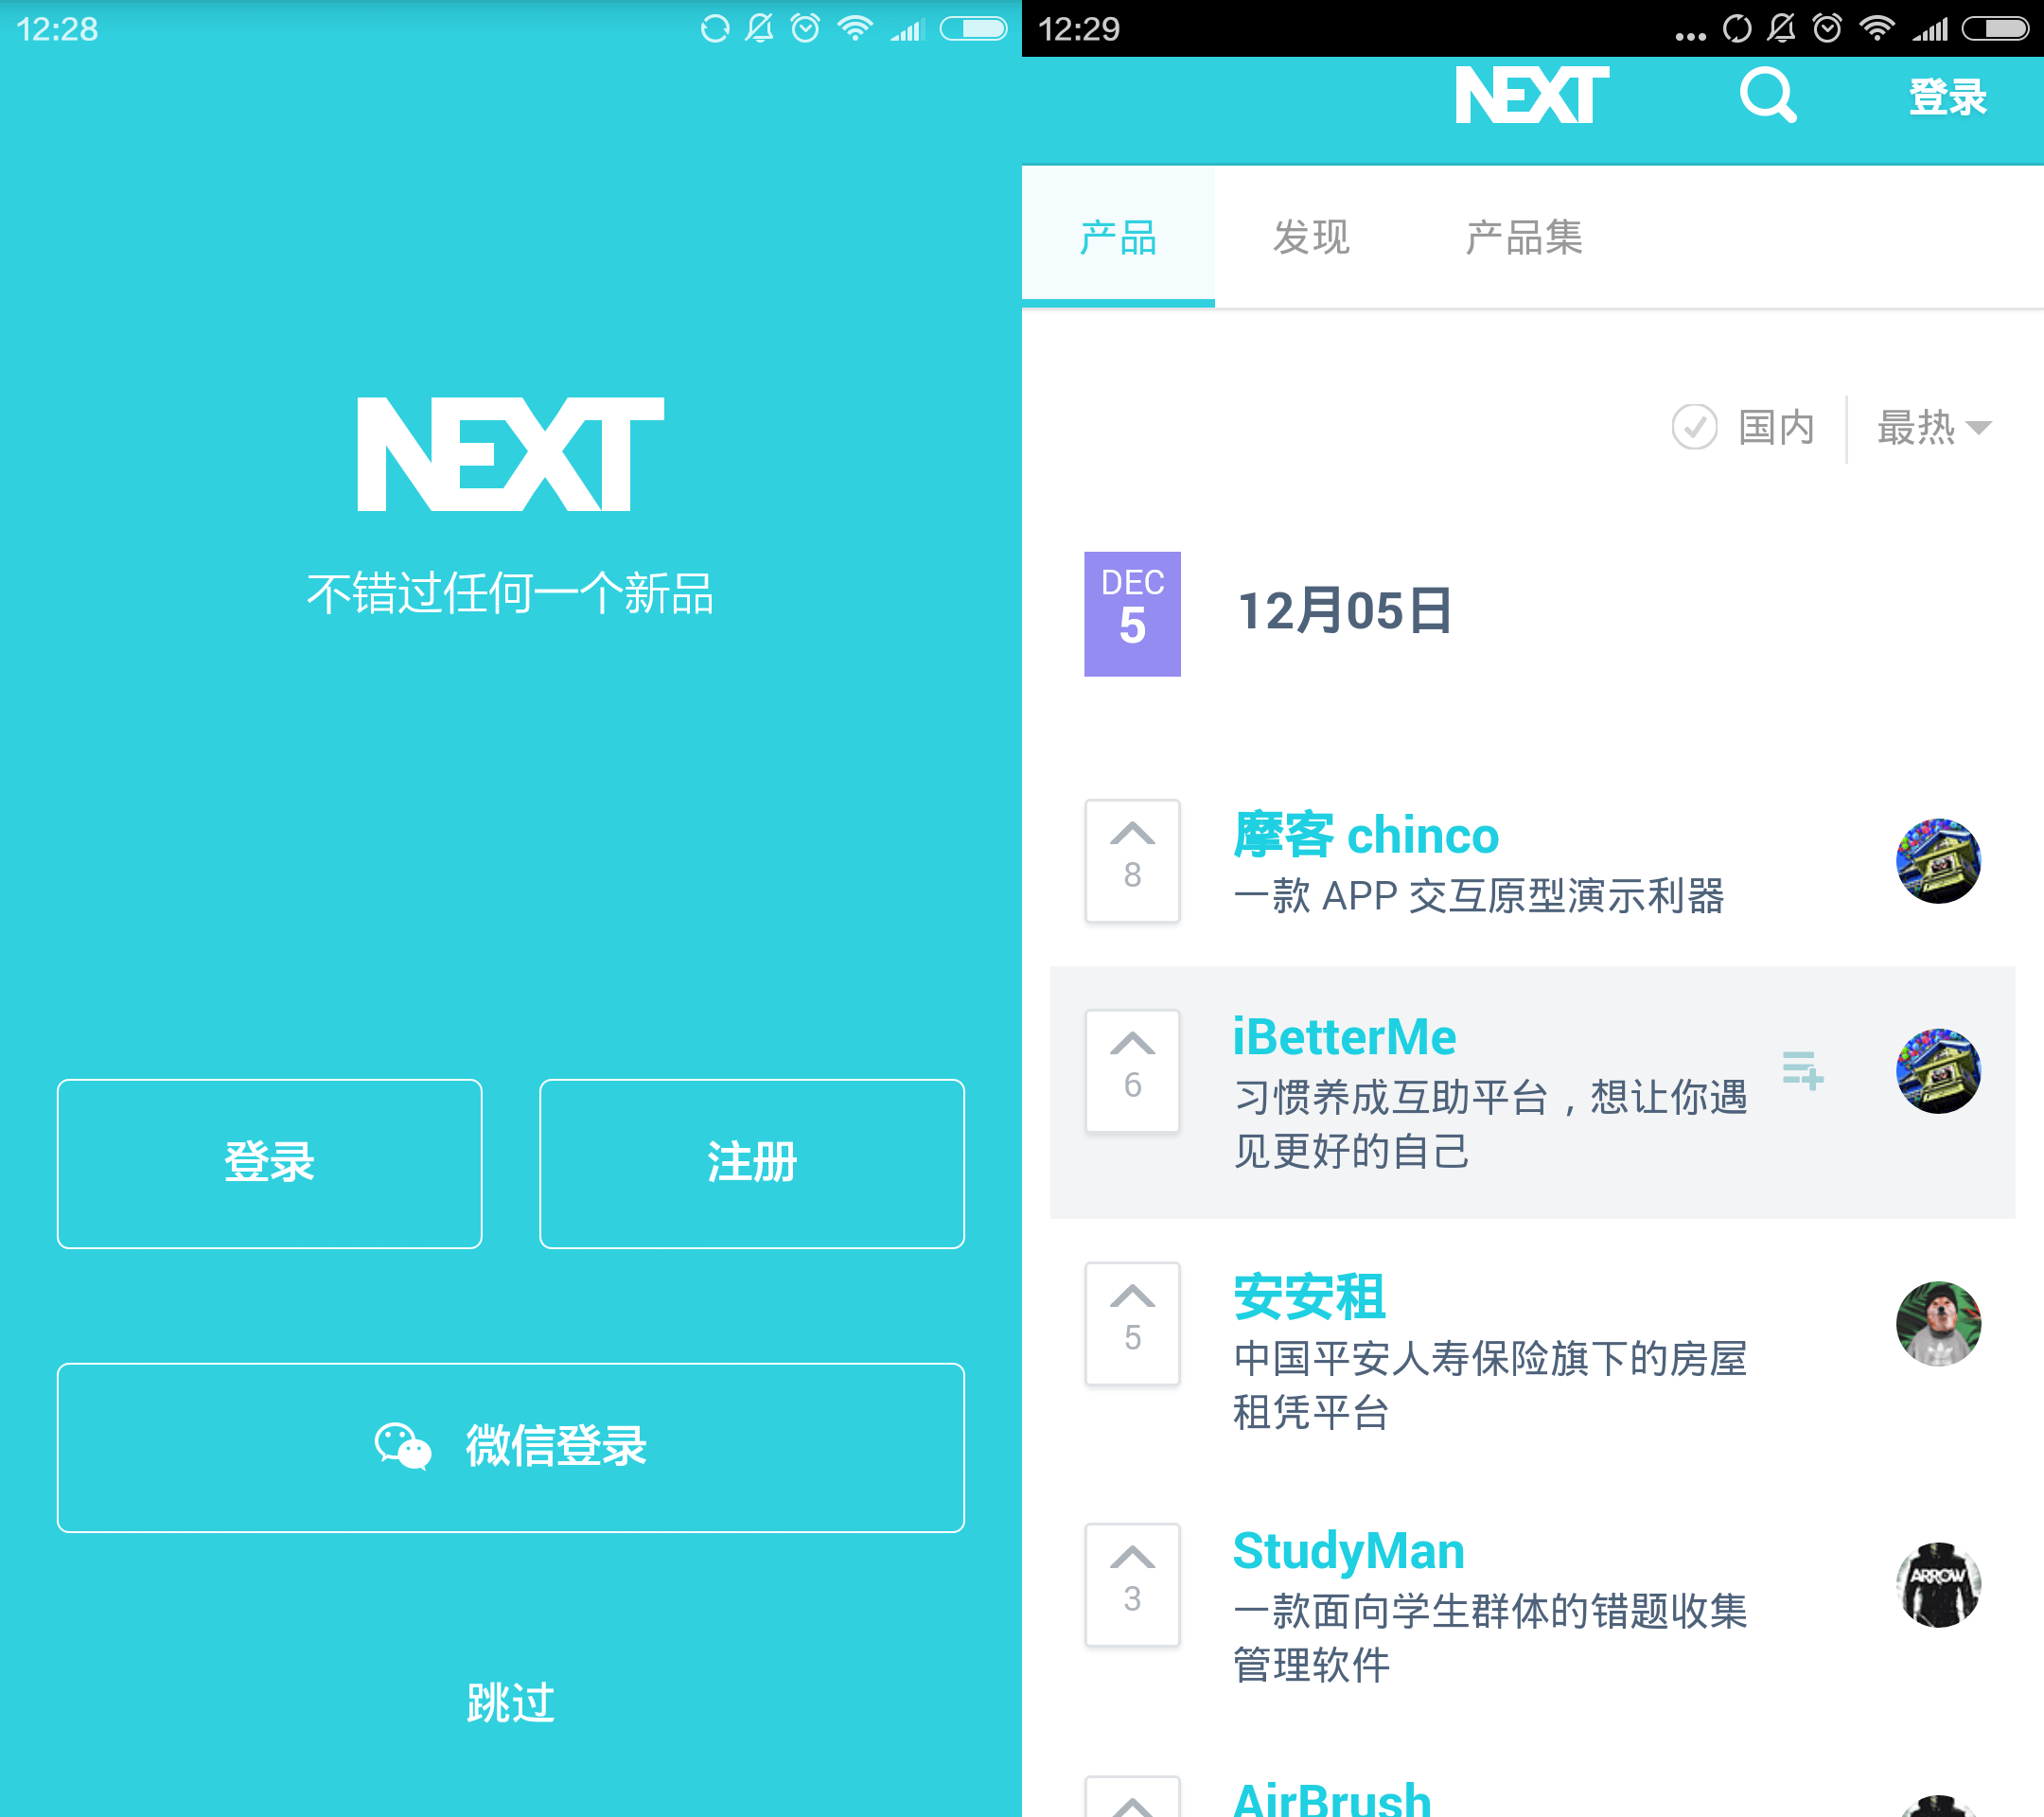 12:28
NEXT
不错过任何一个新品
登录
注册
微信登录
跳过
12:29
NEXT
登录
产品
发现
产品集
国内
最热
DEC
5
12月05日
8
摩客 chinco
一款 APP 交互原型演示利器
6
iBetterMe
习惯养成互助平台，想让你遇
见更好的自己
5
安安租
中国平安人寿保险旗下的房屋
租凭平台
3
StudyMan
一款面向学生群体的错题收集
管理软件
ARROW
AirBrush